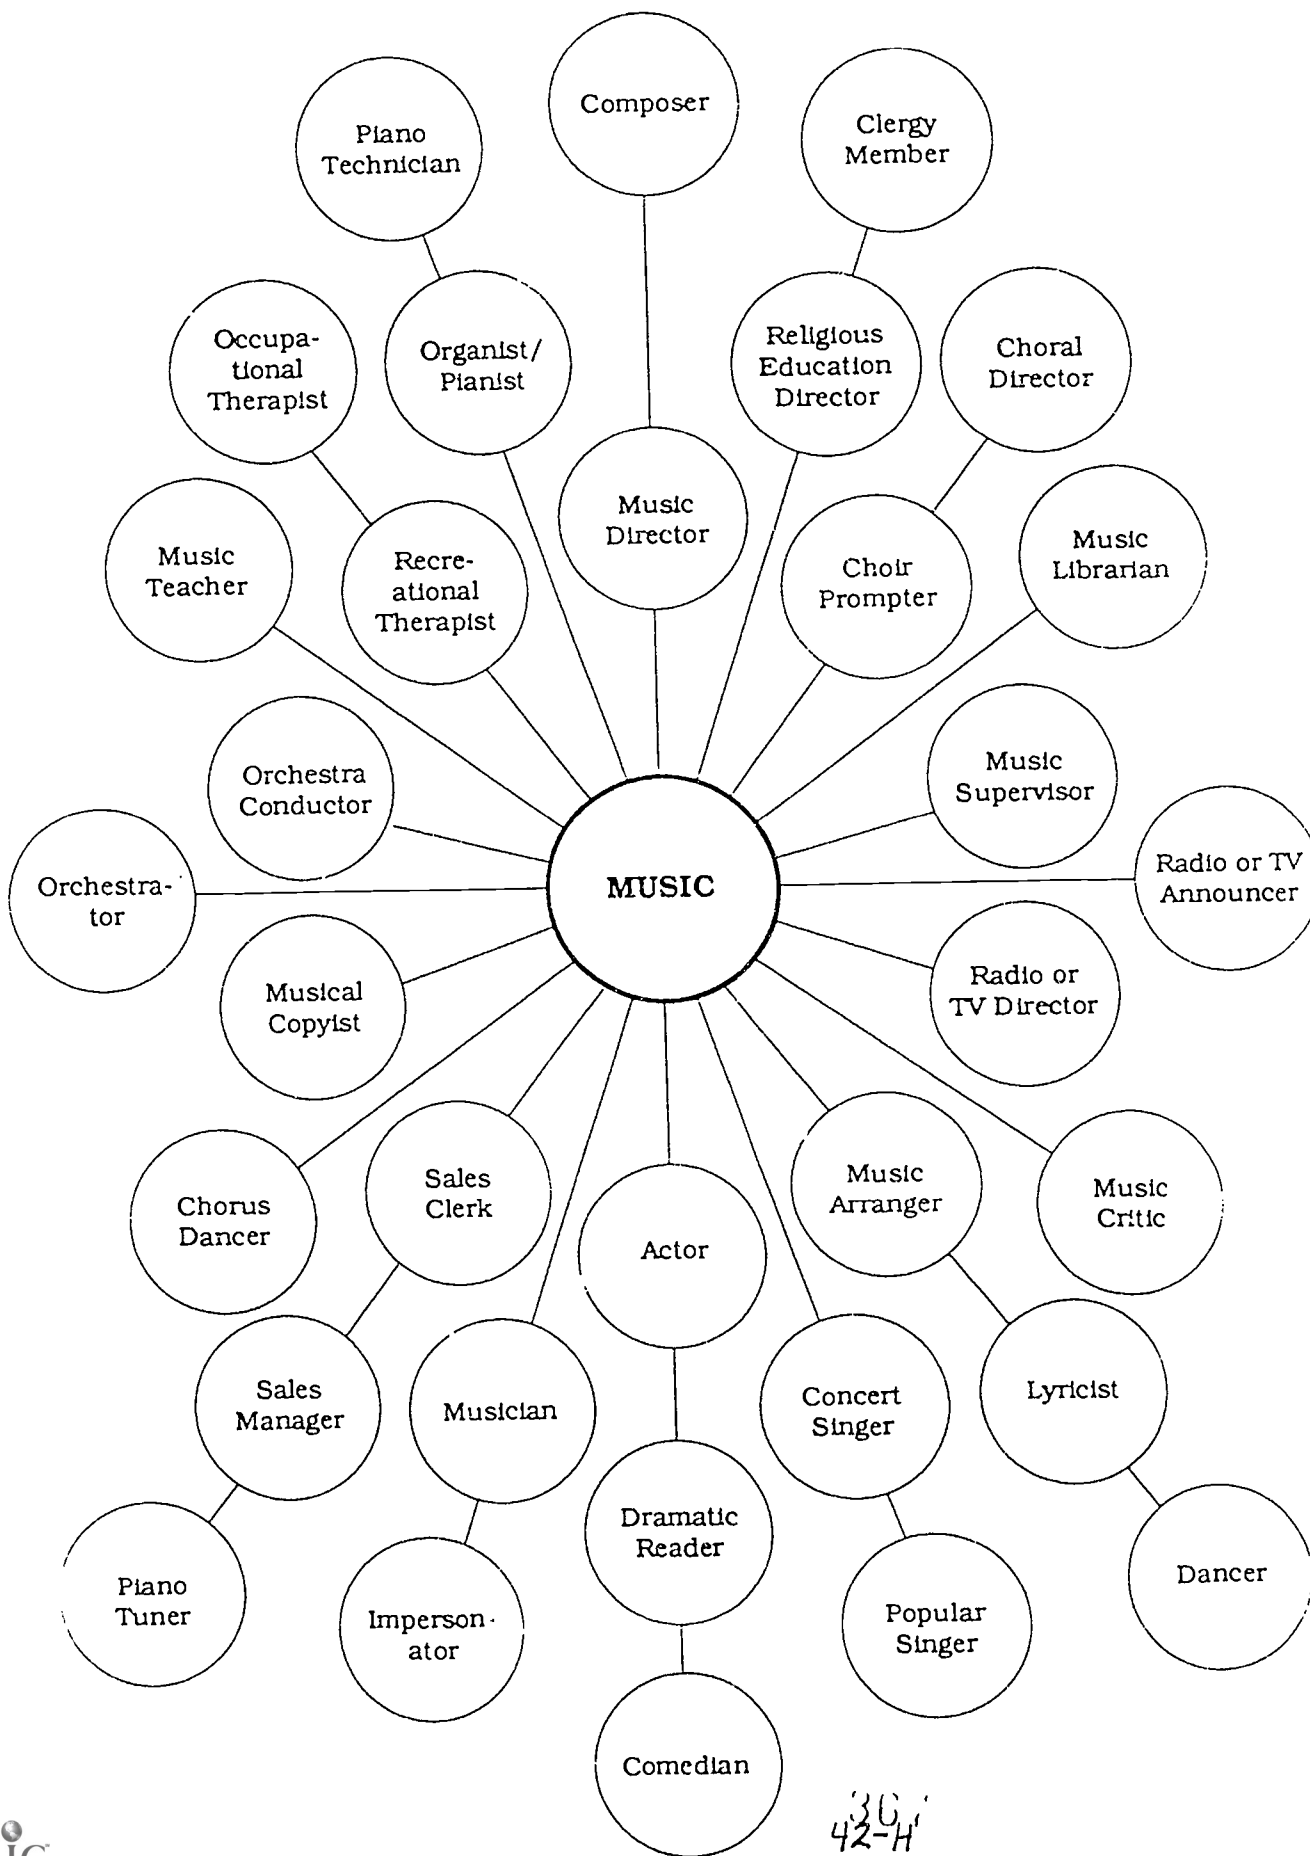 Composer
Clergy
Member
Piano
Technician
Occupa-
tional
Therapist
Organist/
Pianist
Religious
Education
Director
Choral
Director
Music
Director
Music
Teacher
Recre-
ational
Therapist
Choir
Prompter
Music
Librarian
Orchestra
Conductor
Music
Supervisor
Orchestra-
tor
MUSIC
Radio or TV
Announcer
Musical
Copyist
Radio or
TV Director
Chorus
Dancer
Sales
Clerk
Actor
Music
Arranger
Music
Critic
Sales
Manager
Musician
Concert
Singer
Lyricist
Piano
Tuner
Imperson-
ator
Dramatic
Reader
Popular
Singer
Dancer
Comedian
42-H